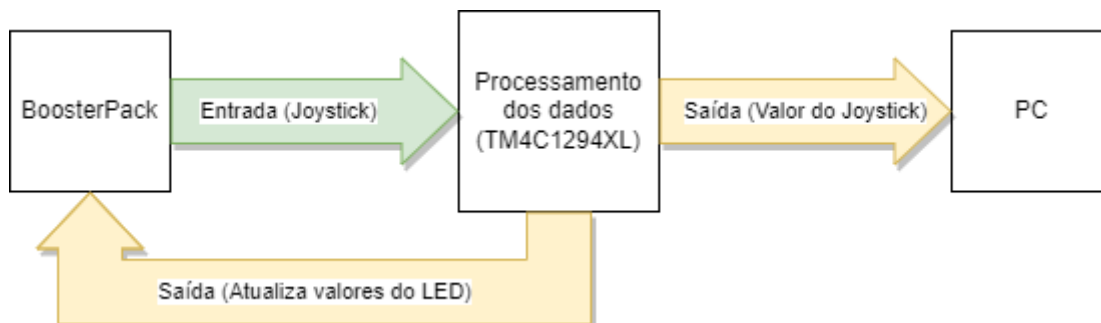 BoosterPack
Entrada (Joystick)
Processamento
dos dados
(TM4C1294XL)
Saída (Valor do Joystick)
PC
Saída (Atualiza valores do LED)